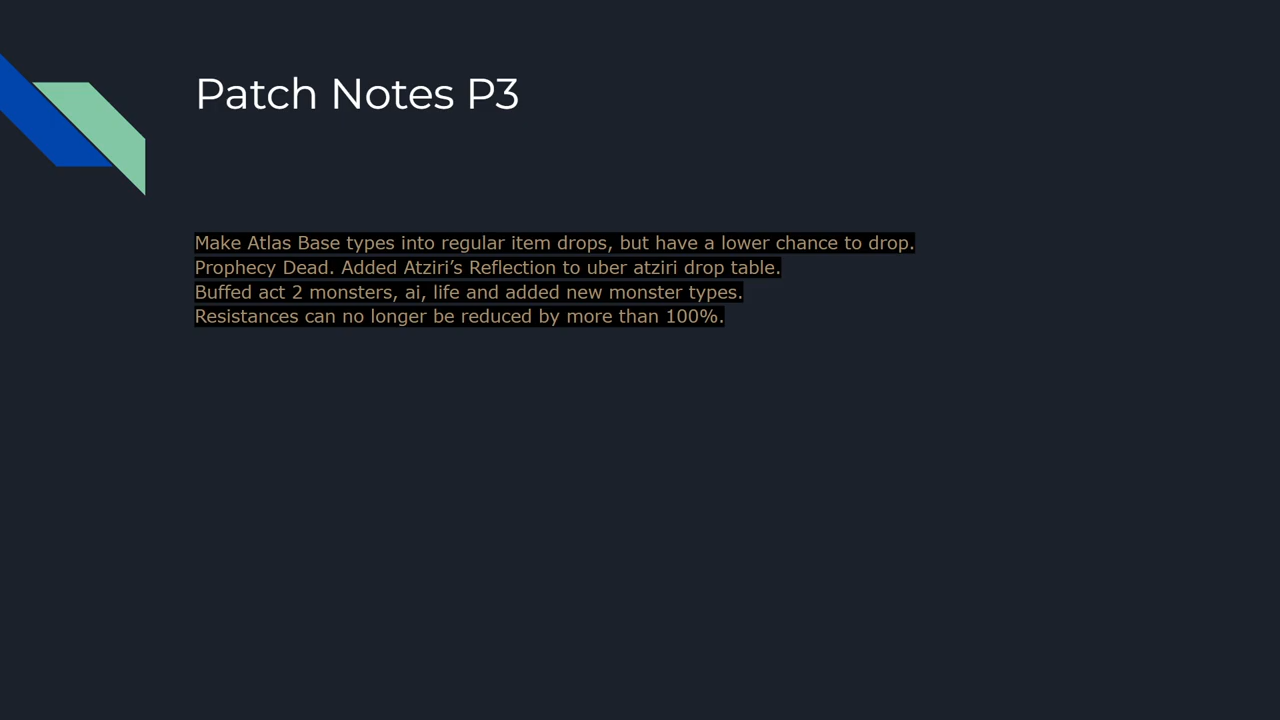 Patch Notes P3
Make Atlas Base types into regular item drops, but have a lower chance to drop.
Prophecy Dead. Added Atziri’s Reflection to uber atziri drop table.
Buffed act 2 monsters, ai, life and added new monster types.
Resistances can no longer be reduced by more than 100%.